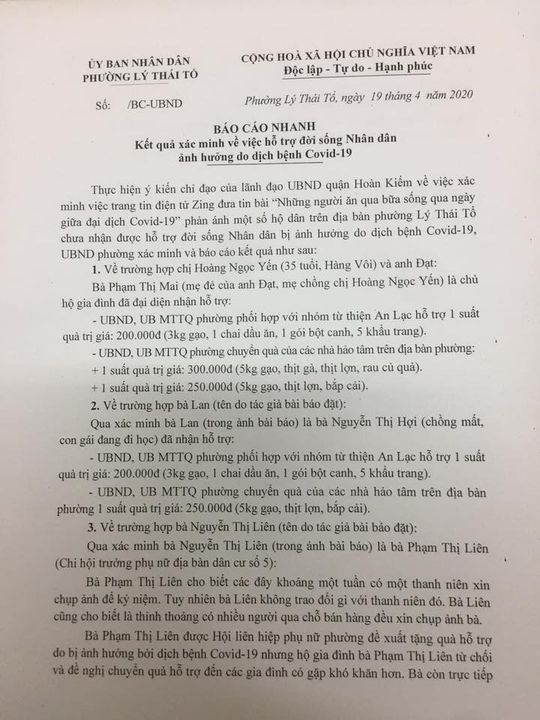 ỦY BAN NHÂN DÂN
PHƯỜNG LÝ THÁI TỔ
CỘNG HOÀ XÃ HỘI CHỦ NGHĨA VIỆT NAM
Độc lập - Tự do - Hạnh phúc
Số: /BC-UBND
Phường Lý Thái Tổ, ngày 19 tháng 4 năm 2020
BÁO CÁO NHANH
Kết quả xác minh về việc hỗ trợ đời sống Nhân dân
ảnh hưởng do dịch bệnh Covid-19
Thực hiện ý kiến chỉ đạo của lãnh đạo UBND quận Hoàn Kiếm về việc xác
minh việc trang tin điện tử Zing đưa tin bài “Những người ăn qua bữa sống qua ngày
giữa đại dịch Covid-19” phản ánh một số hộ dân trên địa bàn phường Lý Thái Tổ
chưa nhận được hỗ trợ đời sống Nhân dân bị ảnh hưởng do dịch bệnh Covid-19,
UBND phường xác minh và báo cáo kết quả như sau:
1. Về trường hợp chị Hoàng Ngọc Yến (35 tuổi, Hàng Vôi) và anh Đạt:
Bà Phạm Thị Mai (mẹ đẻ của anh Đạt, mẹ chồng chị Hoàng Ngọc Yến) là chủ
hộ gia đình đã đại diện nhận hỗ trợ:
- UBND, UB MTTQ phường phối hợp với nhóm từ thiện An Lạc hỗ trợ 1 suất
quà trị giá: 200.000đ (3kg gạo, 1 chai dầu ăn, 1 gói bột canh, 5 khẩu trang).
- UBND, UB MTTQ phường chuyển quà của các nhà hảo tâm trên địa bàn phường:
+ 1 suất quà trị giá: 300.000đ (5kg gạo, thịt gà, thịt lợn, rau củ quả).
+ 1 suất quà trị giá: 250.000đ (5kg gạo, thịt lợn, bắp cải).
2. Về trường hợp bà Lan (tên do tác giả bài báo đặt):
Qua xác minh bà Lan (trong ảnh bài báo) là bà Nguyễn Thị Hợi (chồng mất,
con gái đang đi học) đã nhận hỗ trợ:
- UBND, UB MTTQ phường phối hợp với nhóm từ thiện An Lạc hỗ trợ 1 suất
quà trị giá: 200.000đ (3kg gạo, 1 chai dầu ăn, 1 gói bột canh, 5 khẩu trang).
- UBND, UB MTTQ phường chuyển quà của các nhà hảo tâm trên địa bàn
phường 1 suất quà trị giá: 250.000đ (5kg gạo, thịt lợn, bắp cải).
3. Về trường hợp bà Nguyễn Thị Liên (tên do tác giả bài báo đặt):
Qua xác minh bà Nguyễn Thị Liên (trong ảnh bài báo) là bà Phạm Thị Liên
(Chi hội trưởng phụ nữ địa bàn dân cư số 5):
Bà Phạm Thị Liên cho biết các đây khoảng một tuần có một thanh niên xin
chụp ảnh để kỷ niệm. Tuy nhiên bà Liên không trao đổi gì với thanh niên đó. Bà Liên
cũng cho biết là thỉnh thoảng có nhiều người qua chỗ bán hàng đều xin chụp ảnh bà.
Bà Phạm Thị Liên được Hội liên hiệp phụ nữ phường đề xuất tặng quà hỗ trợ
do bị ảnh hưởng bởi dịch bệnh Covid-19 nhưng hộ gia đình bà Phạm Thị Liên từ chối
và đề nghị chuyển quà hỗ trợ đến các gia đình có gặp khó khăn hơn. Bà còn trực tiếp